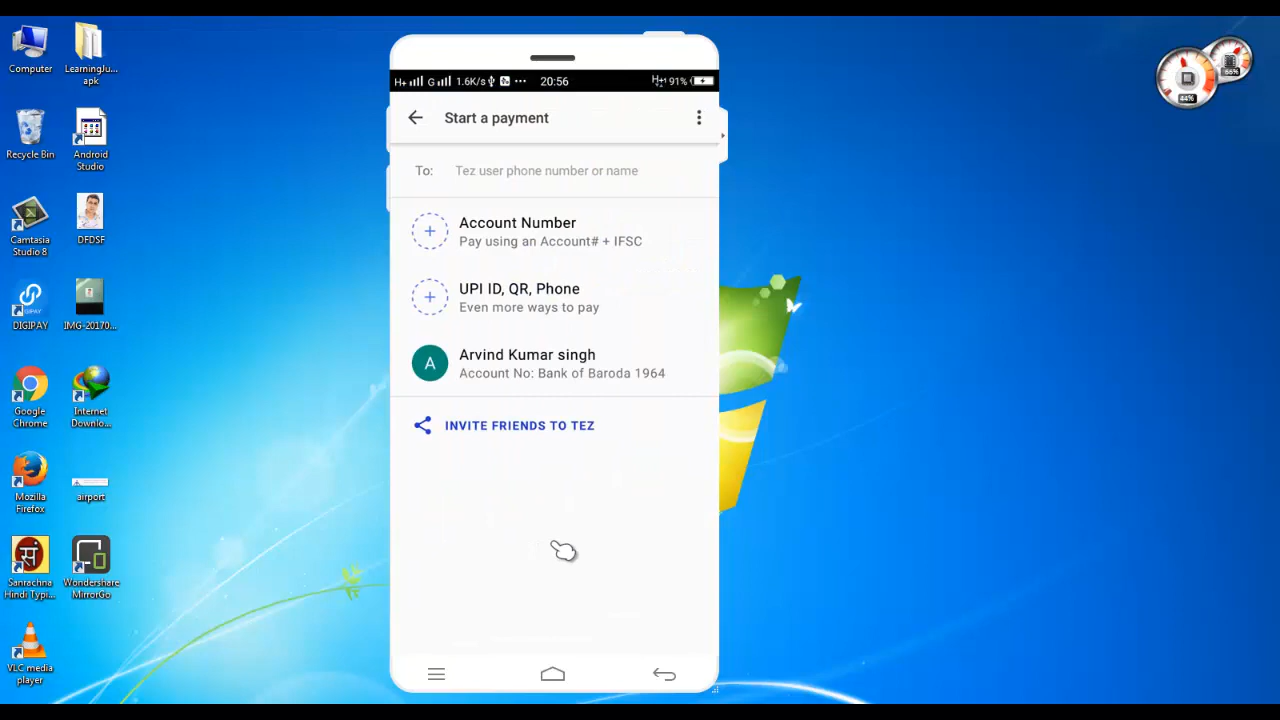 Computer
LearningJu...
apk
Recycle Bin
Android
Studio
Camtasia
Studio 8
DFDSF
DIGIPAY
IMG-20170...
Google
Chrome
Internet
Downlo...
Mozilla
Firefox
airport
सं
Sanrachna
Hindi Typi...
Wondershare
MirrorGo
VLC media
player
H+ G 1.6K/s ••• 20:56 H+ 91%
Start a payment
To: Tez user phone number or name
Account Number
Pay using an Account# + IFSC
UPI ID, QR, Phone
Even more ways to pay
A
Arvind Kumar singh
Account No: Bank of Baroda 1964
INVITE FRIENDS TO TEZ
44%